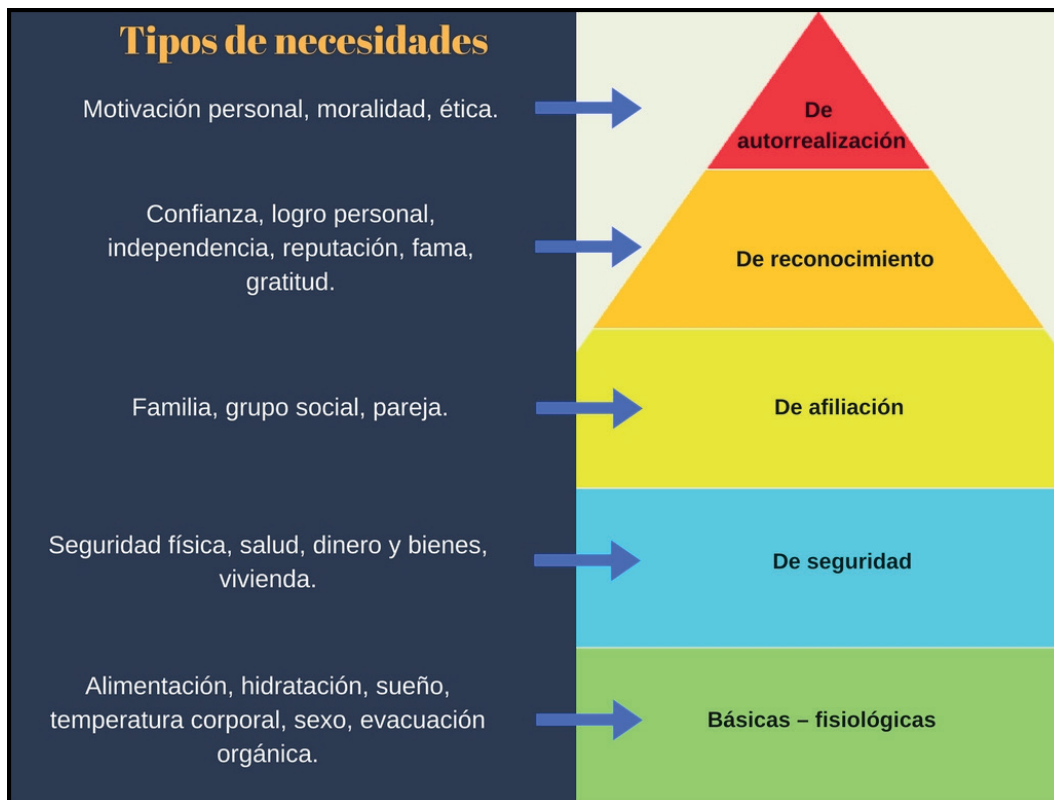 Tipos de necesidades
Motivación personal, moralidad, ética.
De
autorrealización
Confianza, logro personal,
independencia, reputación, fama,
gratitud.
De reconocimiento
Familia, grupo social, pareja.
De afiliación
Seguridad física, salud, dinero y bienes,
vivienda.
De seguridad
Alimentación, hidratación, sueño,
temperatura corporal, sexo, evacuación
orgánica.
Básicas – fisiológicas